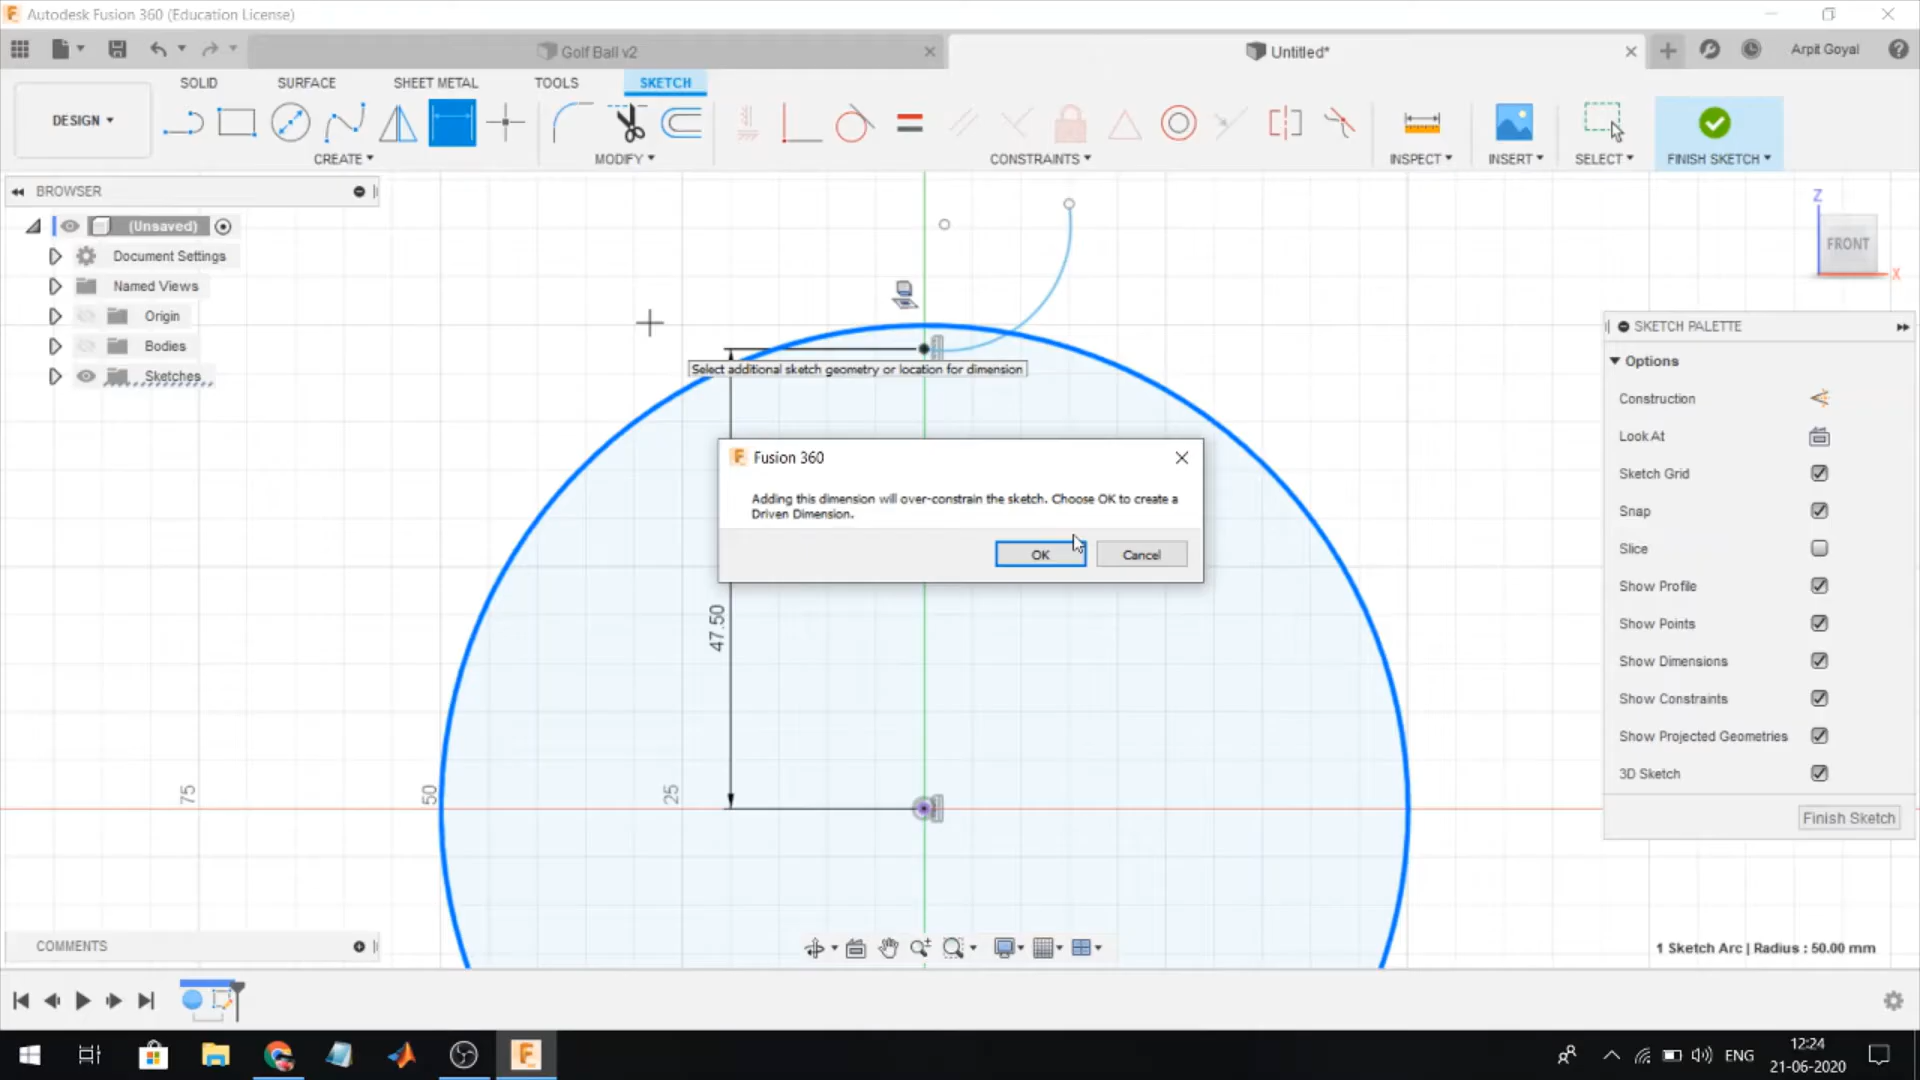 Autodesk Fusion 360 (Education License)
Golf Ball v2
Untitled*
Arpit Goyal
DESIGN
SOLID
SURFACE
SHEET METAL
TOOLS
SKETCH
CREATE
MODIFY
CONSTRAINTS
INSPECT
INSERT
SELECT
FINISH SKETCH
BROWSER
(Unsaved)
Document Settings
Named Views
Origin
Bodies
Sketches
Z
FRONT
X
Select additional sketch geometry or location for dimension
Fusion 360
Adding this dimension will over-constrain the sketch. Choose OK to create a
Driven Dimension.
OK
Cancel
47.50
75
50
25
SKETCH PALETTE
Options
Construction
Look At
Sketch Grid
Snap
Slice
Show Profile
Show Points
Show Dimensions
Show Constraints
Show Projected Geometries
3D Sketch
Finish Sketch
COMMENTS
1 Sketch Arc | Radius : 50.00 mm
ENG
12:24
21-06-2020